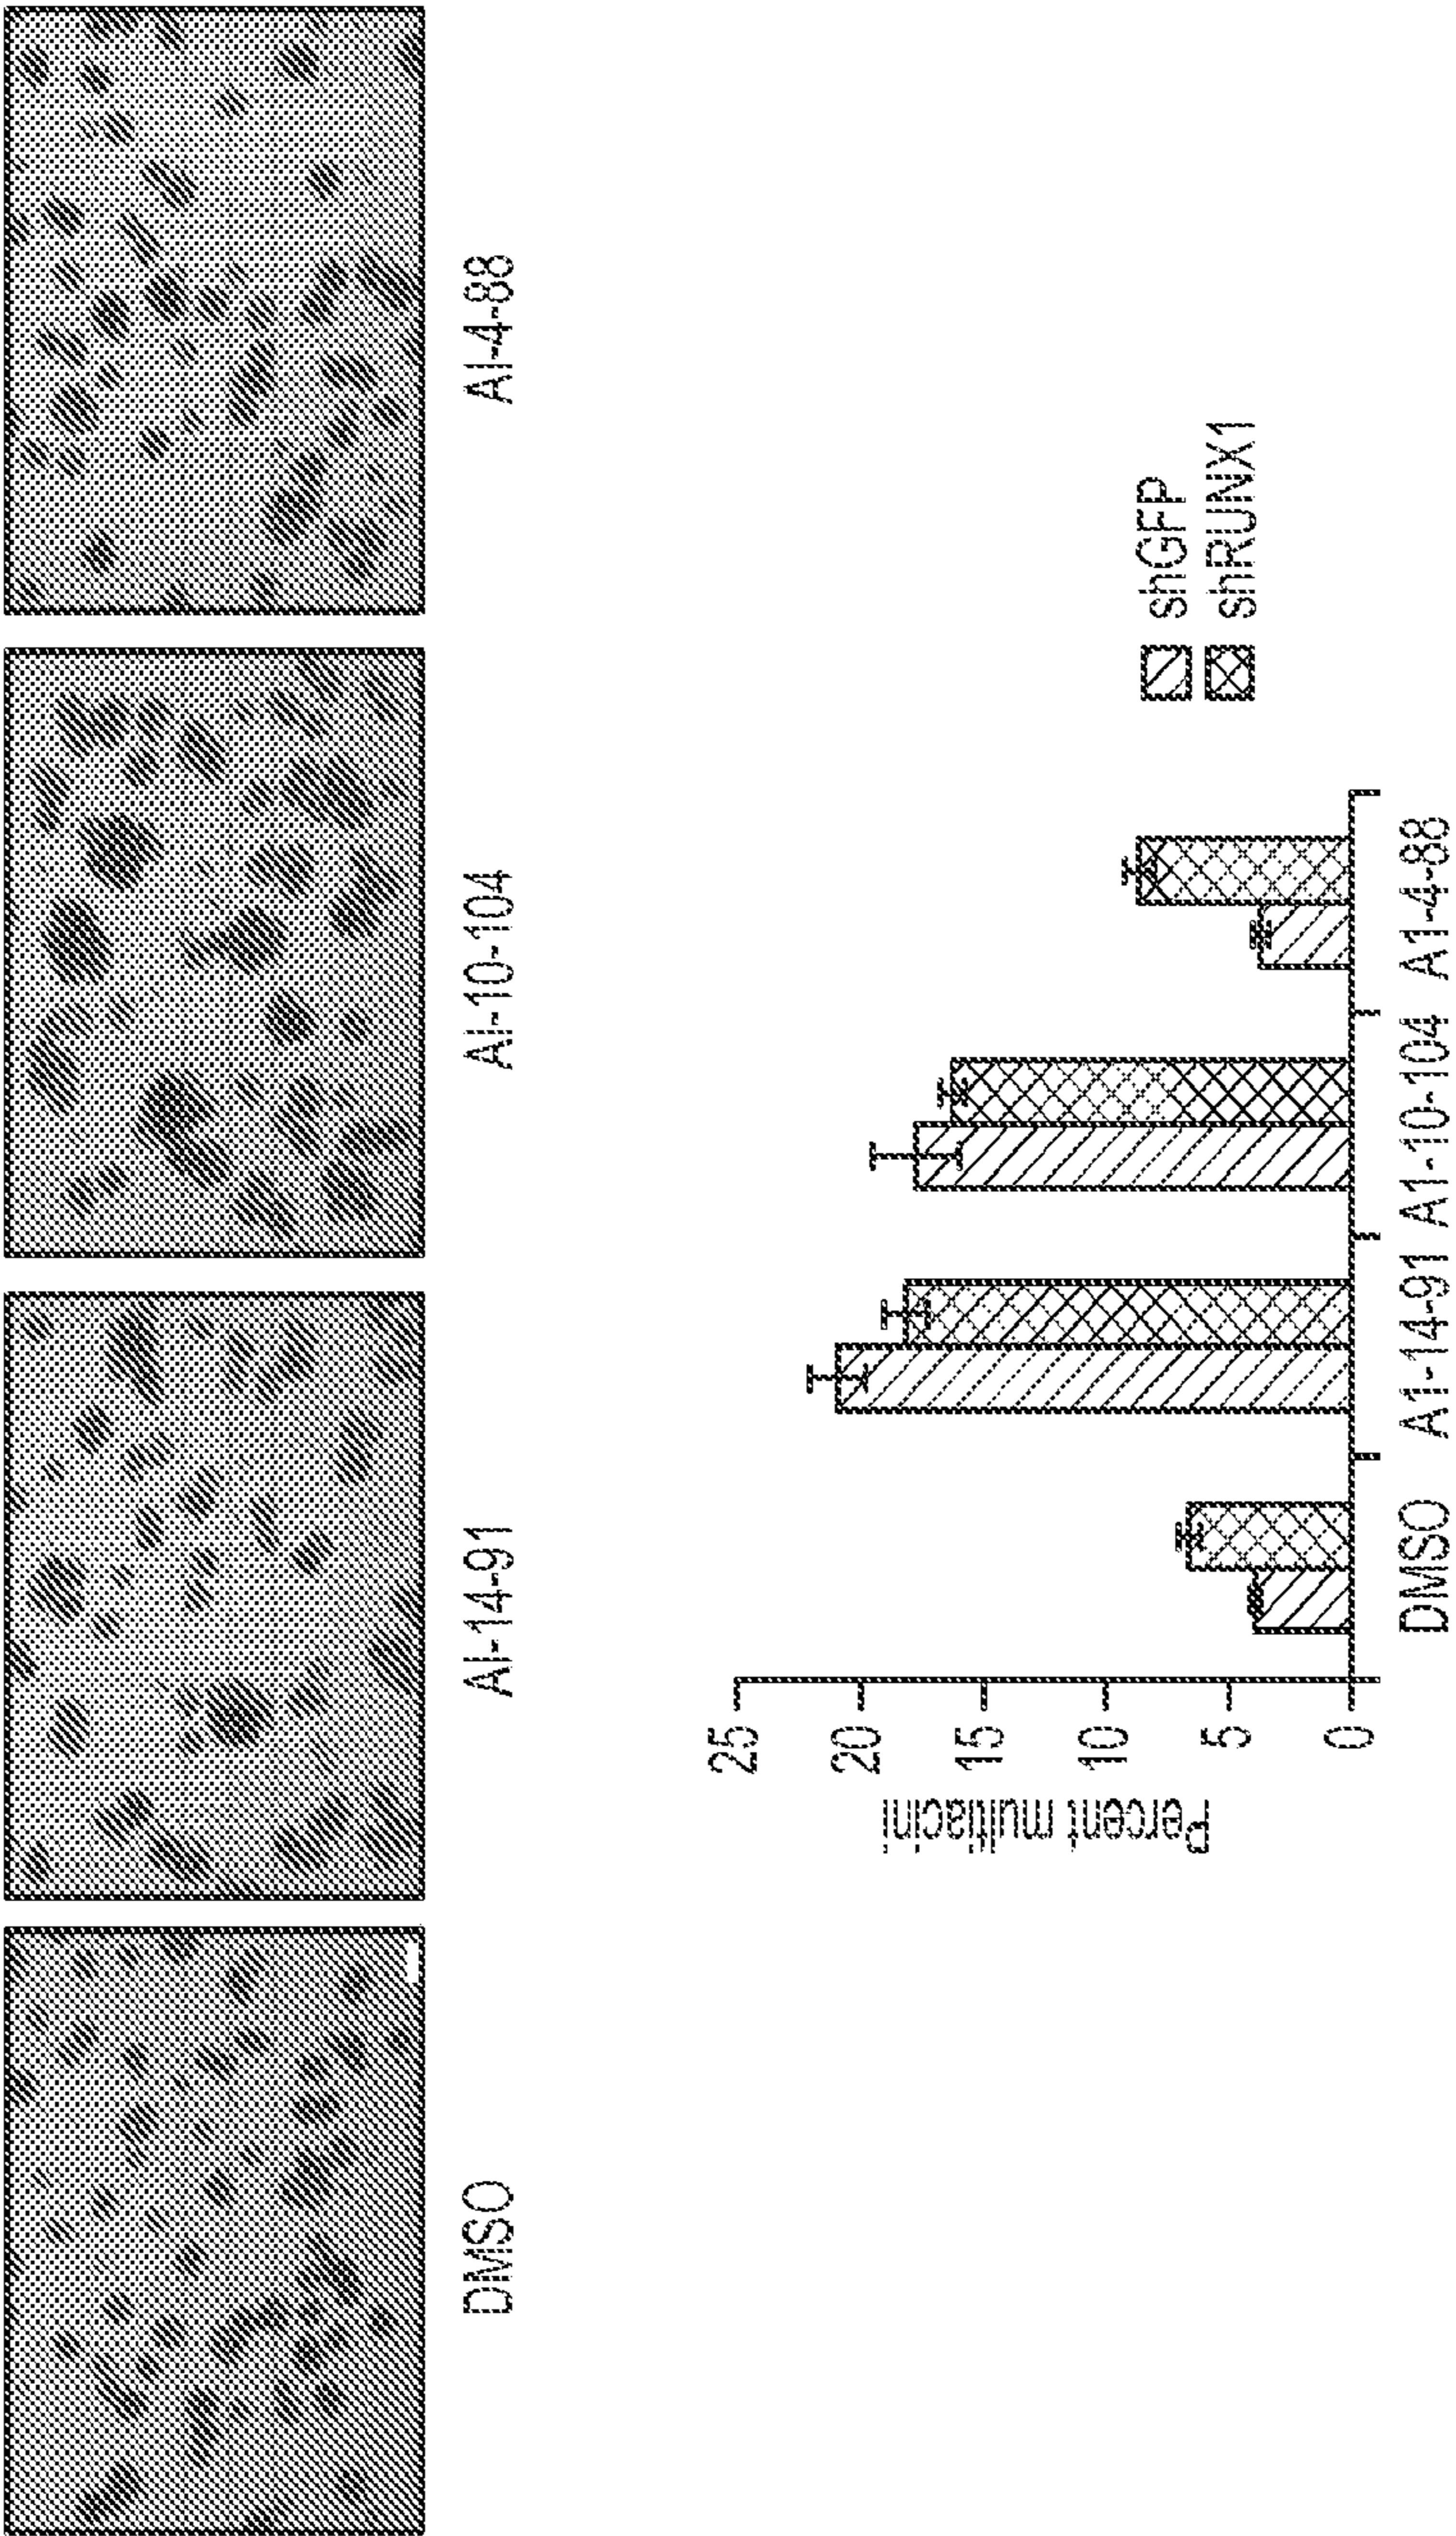 DMSO
AI-14-91
AI-10-104
AI-4-88
Percent multiacini
25
20
15
10
5
0
DMSO
A1-14-91
A1-10-104
A1-4-88
shGFP
shRUNX1